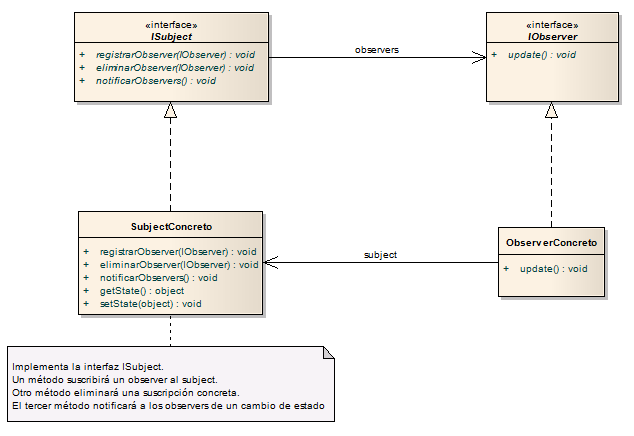 «interface»
ISubject
+ registrarObserver(IObserver) : void
+ eliminarObserver(IObserver) : void
+ notificarObservers() : void
observers
«interface»
IObserver
+ update() : void
SubjectConcreto
+ registrarObserver(IObserver) : void
+ eliminarObserver(IObserver) : void
+ notificarObservers() : void
+ getState() : object
+ setState(object) : void
subject
ObserverConcreto
+ update() : void
Implementa la interfaz ISubject.
Un método suscribirá un observer al subject.
Otro método eliminará una suscripción concreta.
El tercer método notificará a los observers de un cambio de estado